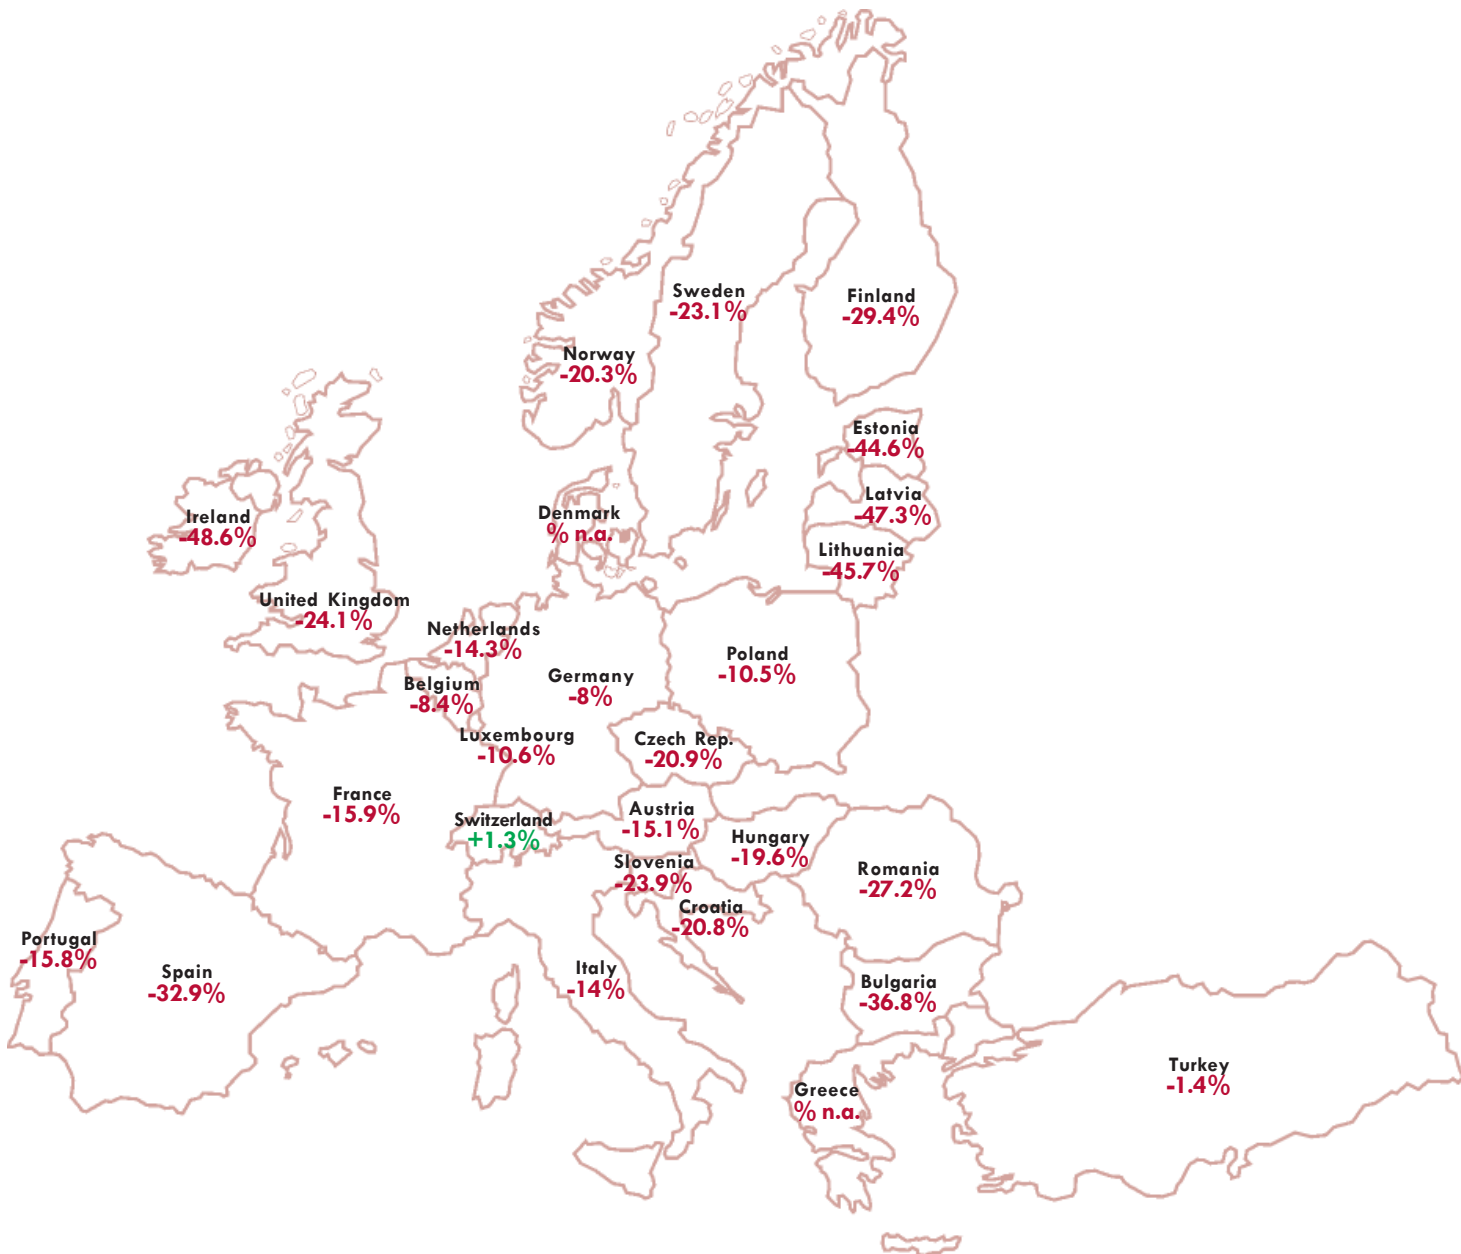 Sweden
-23.1%
Finland
-29.4%
Norway
-20.3%
Estonia
-44.6%
Latvia
-47.3%
Ireland
-48.6%
Denmark
% n.a.
Lithuania
-45.7%
United Kingdom
-24.1%
Netherlands
-14.3%
Poland
-10.5%
Germany
-8%
Belgium
-8.4%
Luxembourg
-10.6%
Czech Rep.
-20.9%
France
-15.9%
Switzerland
+1.3%
Austria
-15.1%
Hungary
-19.6%
Slovenia
-23.9%
Romania
-27.2%
Croatia
-20.8%
Portugal
-15.8%
Spain
-32.9%
Italy
-14%
Bulgaria
-36.8%
Turkey
-1.4%
Greece
% n.a.